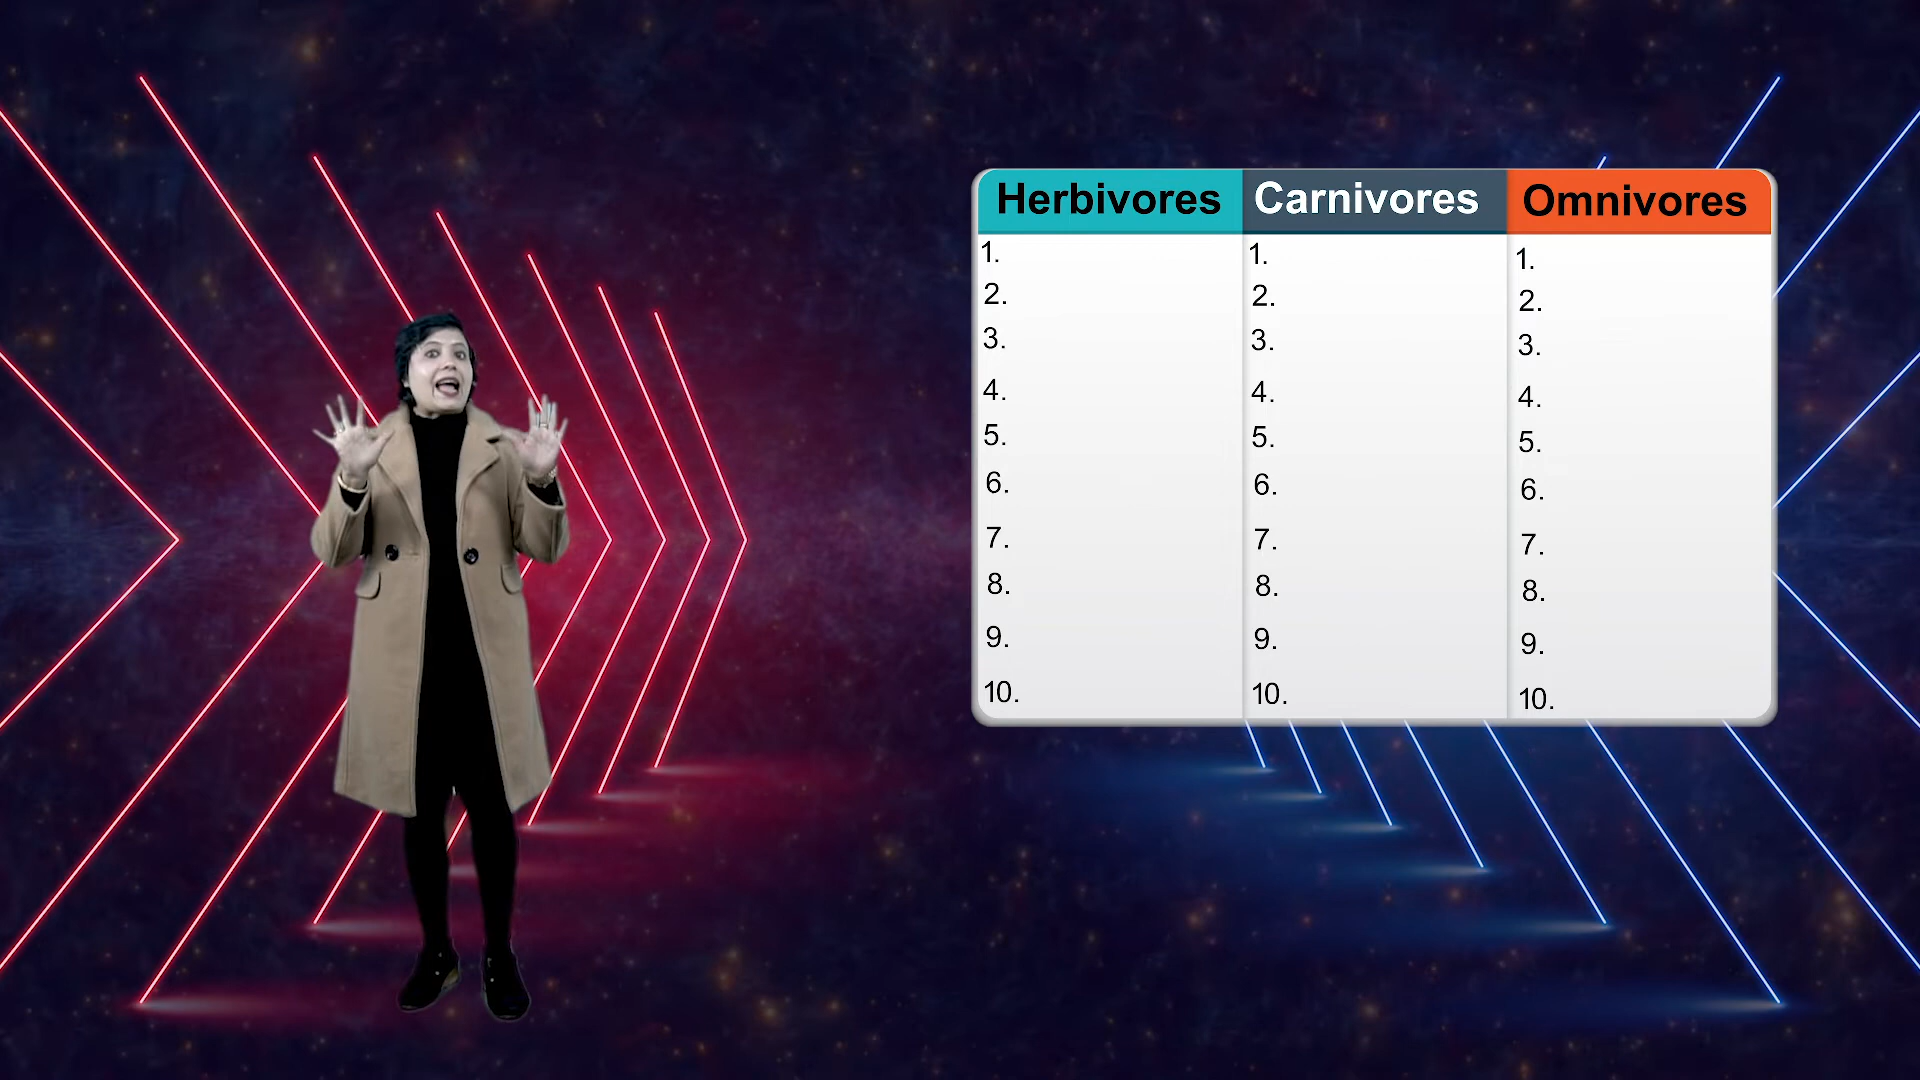 Herbivores Carnivores Omnivores
1. 1. 1.
2. 2. 2.
3. 3. 3.
4. 4. 4.
5. 5. 5.
6. 6. 6.
7. 7. 7.
8. 8. 8.
9. 9. 9.
10. 10. 10.